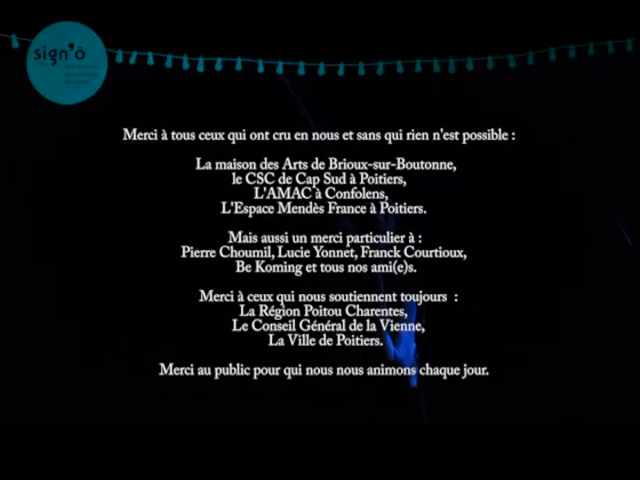 sign'ô
Merci à tous ceux qui ont cru en nous et sans qui rien n'est possible :
La maison des Arts de Brioux-sur-Boutonne,
le CSC de Cap Sud à Poitiers,
L'AMAC à Confolens,
L'Espace Mendès France à Poitiers.
Mais aussi un merci particulier à :
Pierre Choumil, Lucie Yonnet, Franck Courtioux,
Be Koming et tous nos ami(e)s.
Merci à ceux qui nous soutiennent toujours :
La Région Poitou Charentes,
Le Conseil Général de la Vienne,
La Ville de Poitiers.
Merci au public pour qui nous nous animons chaque jour.